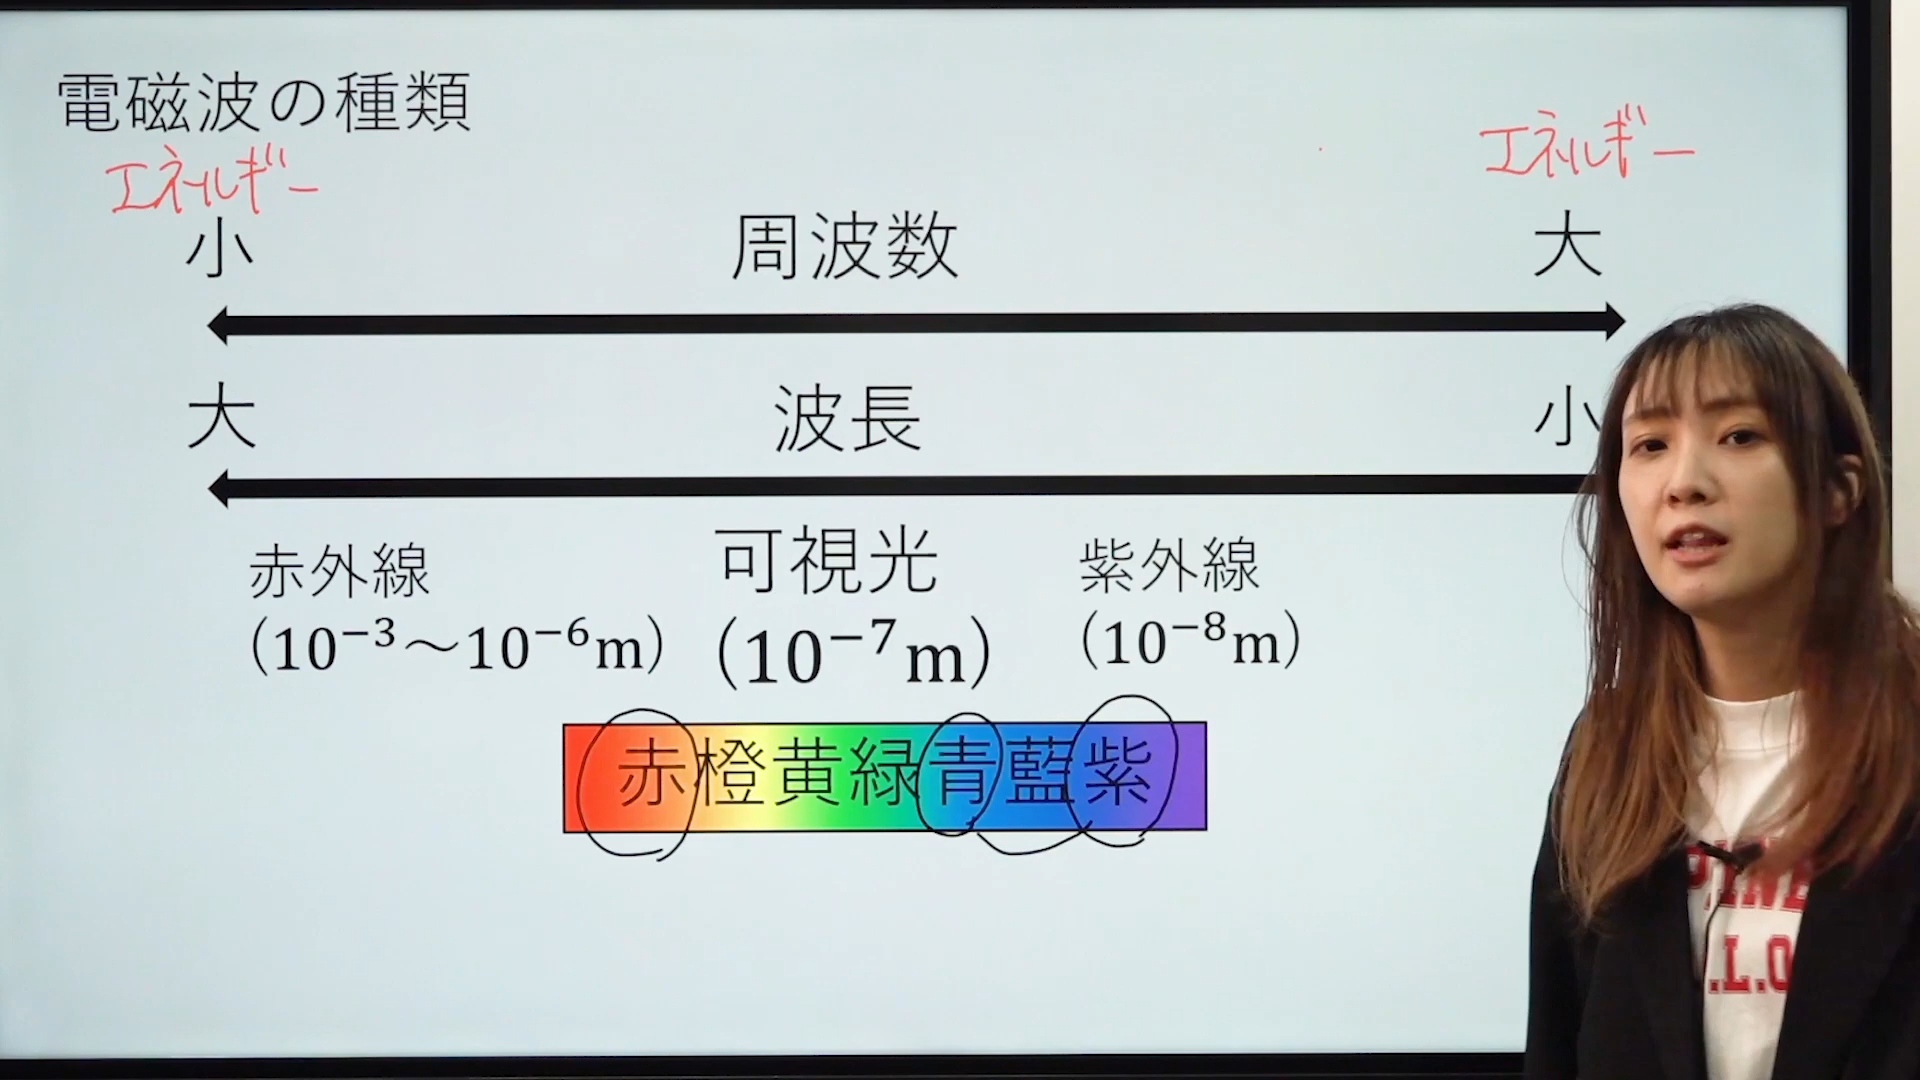 電磁波の種類
エネルギー エネルギー
小 周波数 大
大 波長 小
赤外線 可視光 紫外線
(10⁻³～10⁻⁶m) (10⁻⁷m) (10⁻⁸m)
赤橙黄緑青藍紫